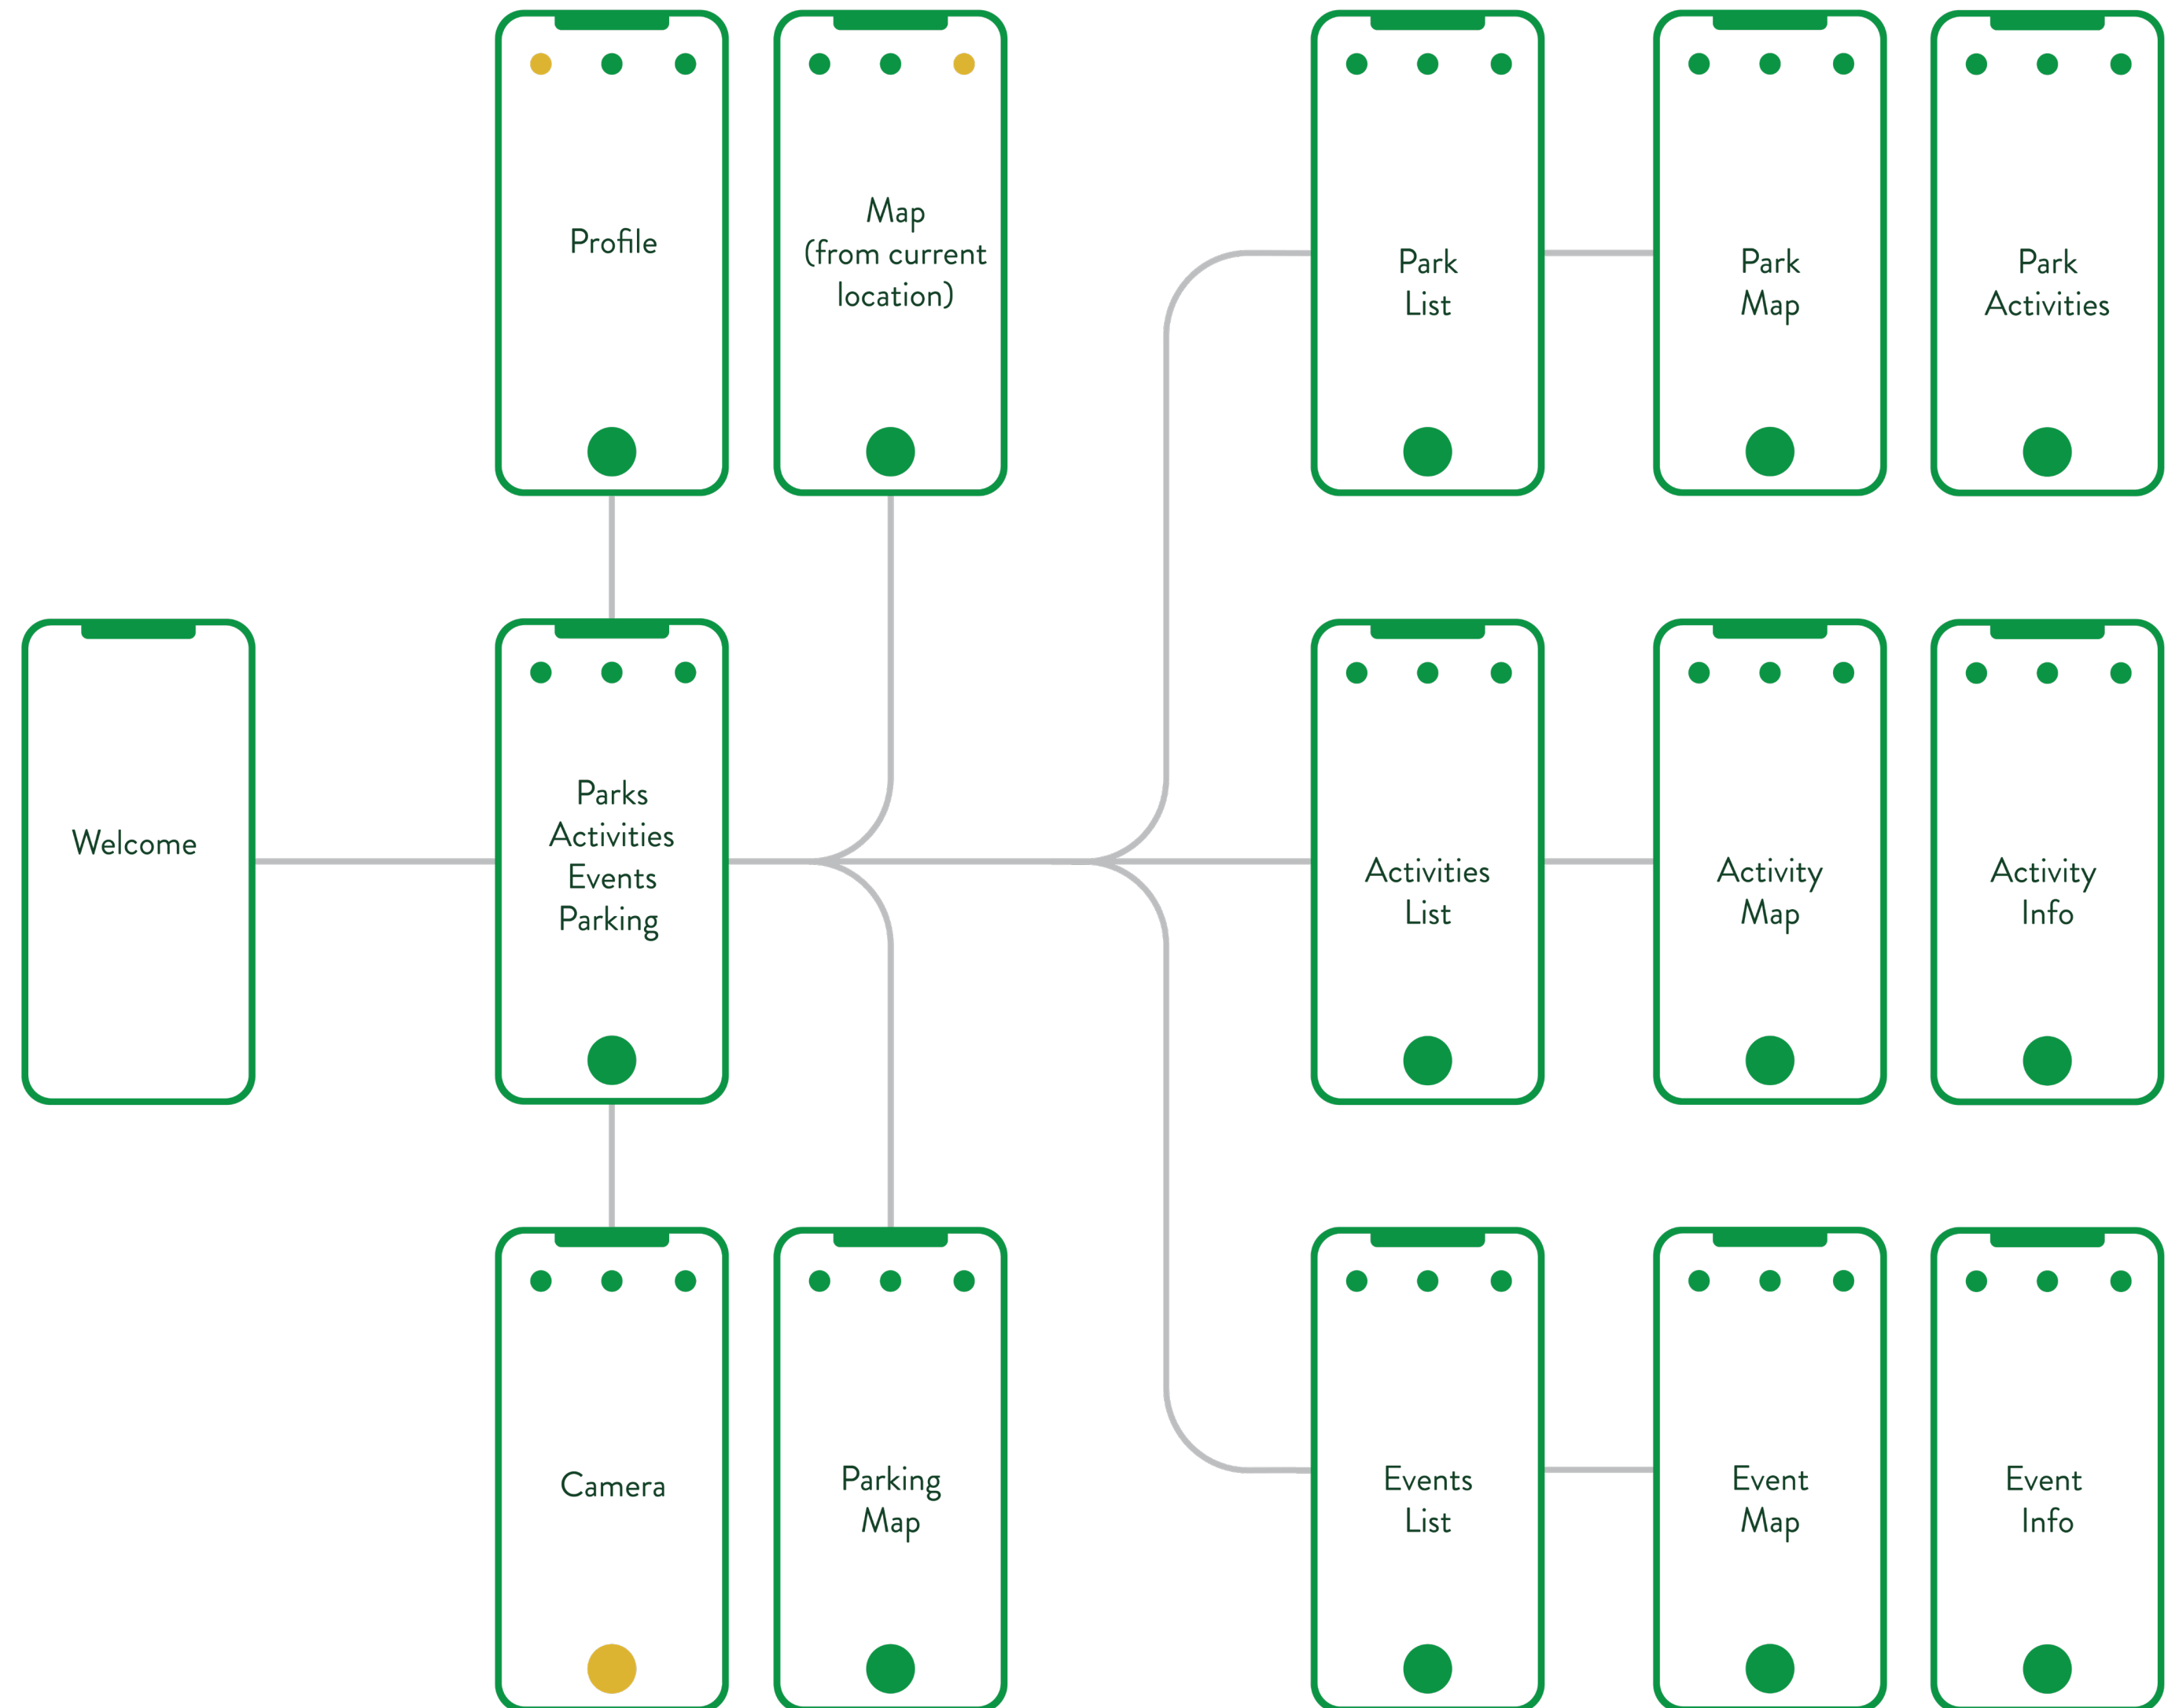 Profile
Map
(from current
location)
Park
List
Park
Map
Park
Activities
Welcome
Parks
Activities
Events
Parking
Activities
List
Activity
Map
Activity
Info
Camera
Parking
Map
Events
List
Event
Map
Event
Info